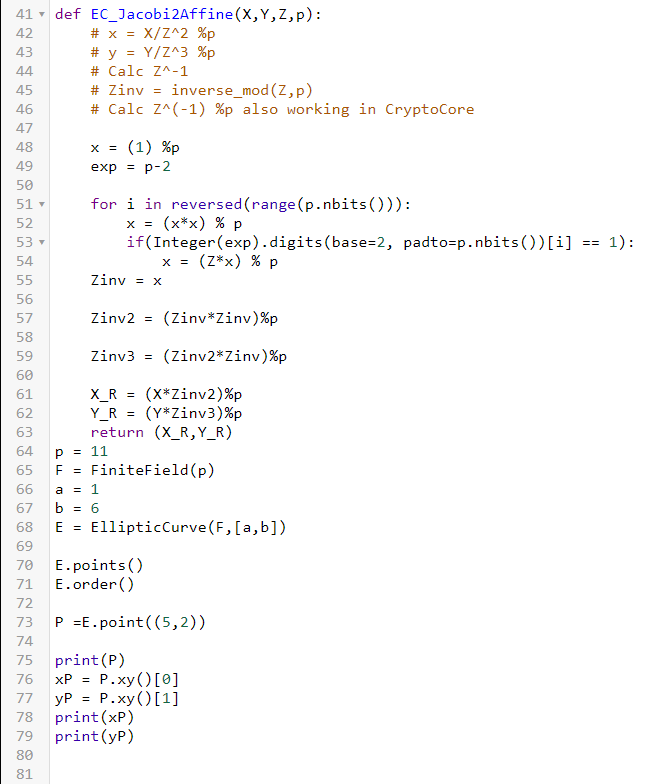 41 def EC_Jacobi2Affine(X,Y,Z,p):
42     # x = X/Z^2 %p
43     # y = Y/Z^3 %p
44     # Calc Z^-1
45     # Zinv = inverse_mod(Z,p)
46     # Calc Z^(-1) %p also working in CryptoCore
47
48     x = (1) %p
49     exp = p-2
50
51     for i in reversed(range(p.nbits())):
52         x = (x*x) % p
53         if(Integer(exp).digits(base=2, padto=p.nbits())[i] == 1):
54             x = (Z*x) % p
55     Zinv = x
56
57     Zinv2 = (Zinv*Zinv)%p
58
59     Zinv3 = (Zinv2*Zinv)%p
60
61     X_R = (X*Zinv2)%p
62     Y_R = (Y*Zinv3)%p
63     return (X_R,Y_R)
64 p = 11
65 F = FiniteField(p)
66 a = 1
67 b = 6
68 E = EllipticCurve(F,[a,b])
69
70 E.points()
71 E.order()
72
73 P =E.point((5,2))
74
75 print(P)
76 xP = P.xy()[0]
77 yP = P.xy()[1]
78 print(xP)
79 print(yP)
80
81